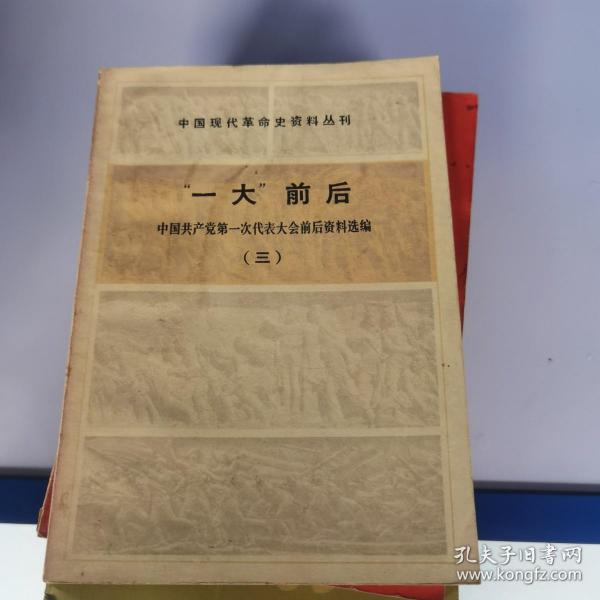 中国现代革命史资料丛刊
“一大”前后
中国共产党第一次代表大会前后资料选编
（三）
孔夫子旧书网
www.kongfz.com